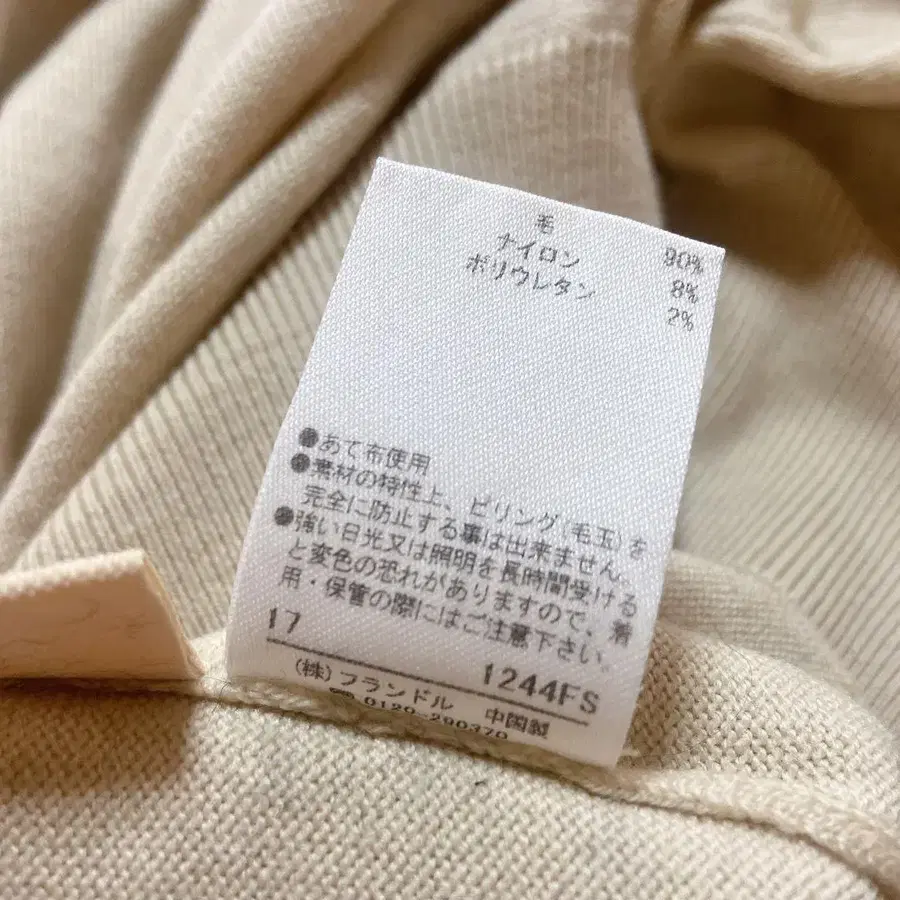 毛 90%
ナイロン 8%
ポリウレタン 2%
●あて布使用
●素材の特性上、ピリング(毛玉)を
完全に防止する事は出来ません。
●強い日光又は照明を長時間受ける
と変色の恐れがありますので、着
用・保管の際にはご注意下さい。
17 1244FS
(株)フランドル 中国製
☎0120-290370